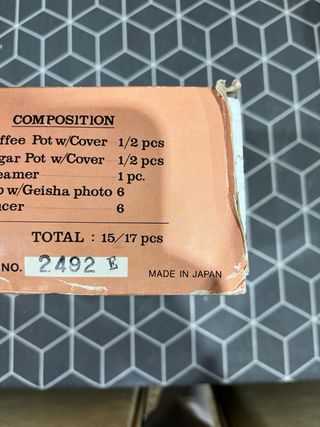 COMPOSITION
ffee Pot w/Cover 1/2 pcs
gar Pot w/Cover 1/2 pcs
eamer 1 pc.
p w/Geisha photo 6
ucer 6
TOTAL : 15/17 pcs
NO. 2492 E MADE IN JAPAN